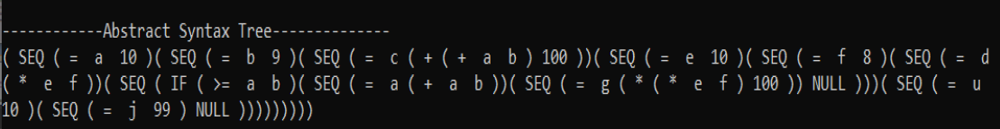 ------------Abstract Syntax Tree--------------
( SEQ ( =  a  10 )( SEQ ( =  b  9 )( SEQ ( =  c ( + ( +  a  b ) 100 ))( SEQ ( =  e  10 )( SEQ ( =  f  8 )( SEQ ( =  d
( *  e  f ))( SEQ ( IF ( >=  a  b )( SEQ ( =  a ( +  a  b ))( SEQ ( =  g ( * ( *  e  f ) 100 )) NULL )))( SEQ ( =  u
10 )( SEQ ( =  j  99 ) NULL )))))))))